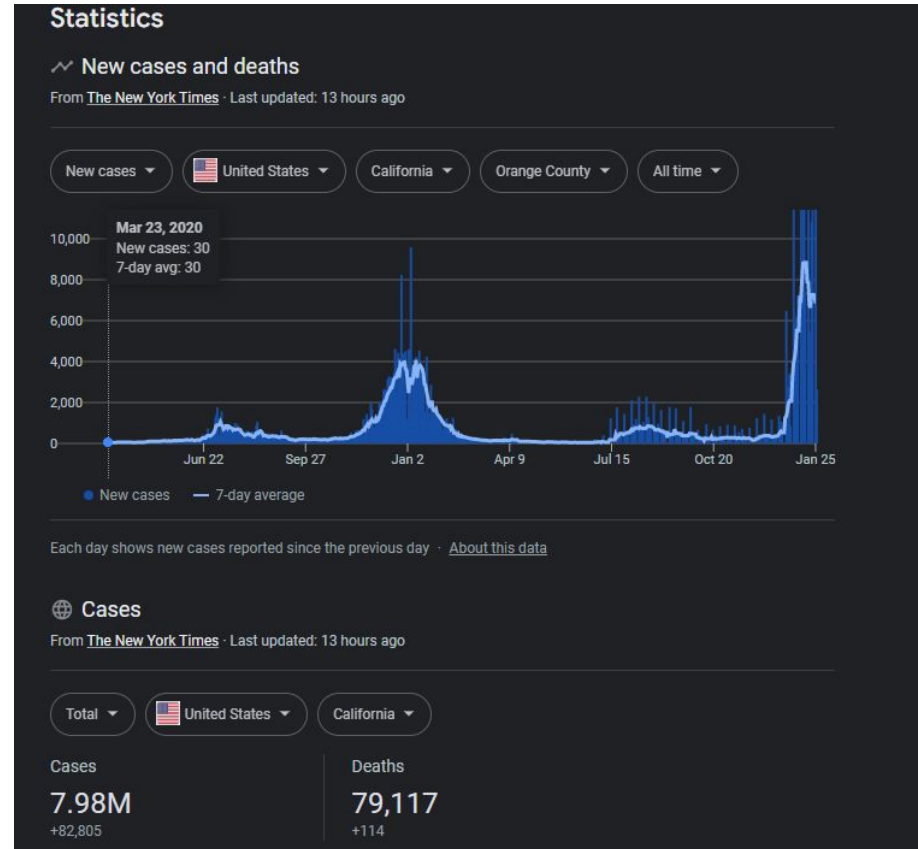 Statistics
New cases and deaths
From The New York Times · Last updated: 13 hours ago
New cases United States California Orange County All time
Mar 23, 2020
New cases: 30
7-day avg: 30
10,000
8,000
6,000
4,000
2,000
0
Jun 22 Sep 27 Jan 2 Apr 9 Jul 15 Oct 20 Jan 25
New cases 7-day average
Each day shows new cases reported since the previous day · About this data
Cases
From The New York Times · Last updated: 13 hours ago
Total United States California
Cases Deaths
7.98M 79,117
+82,805 +114